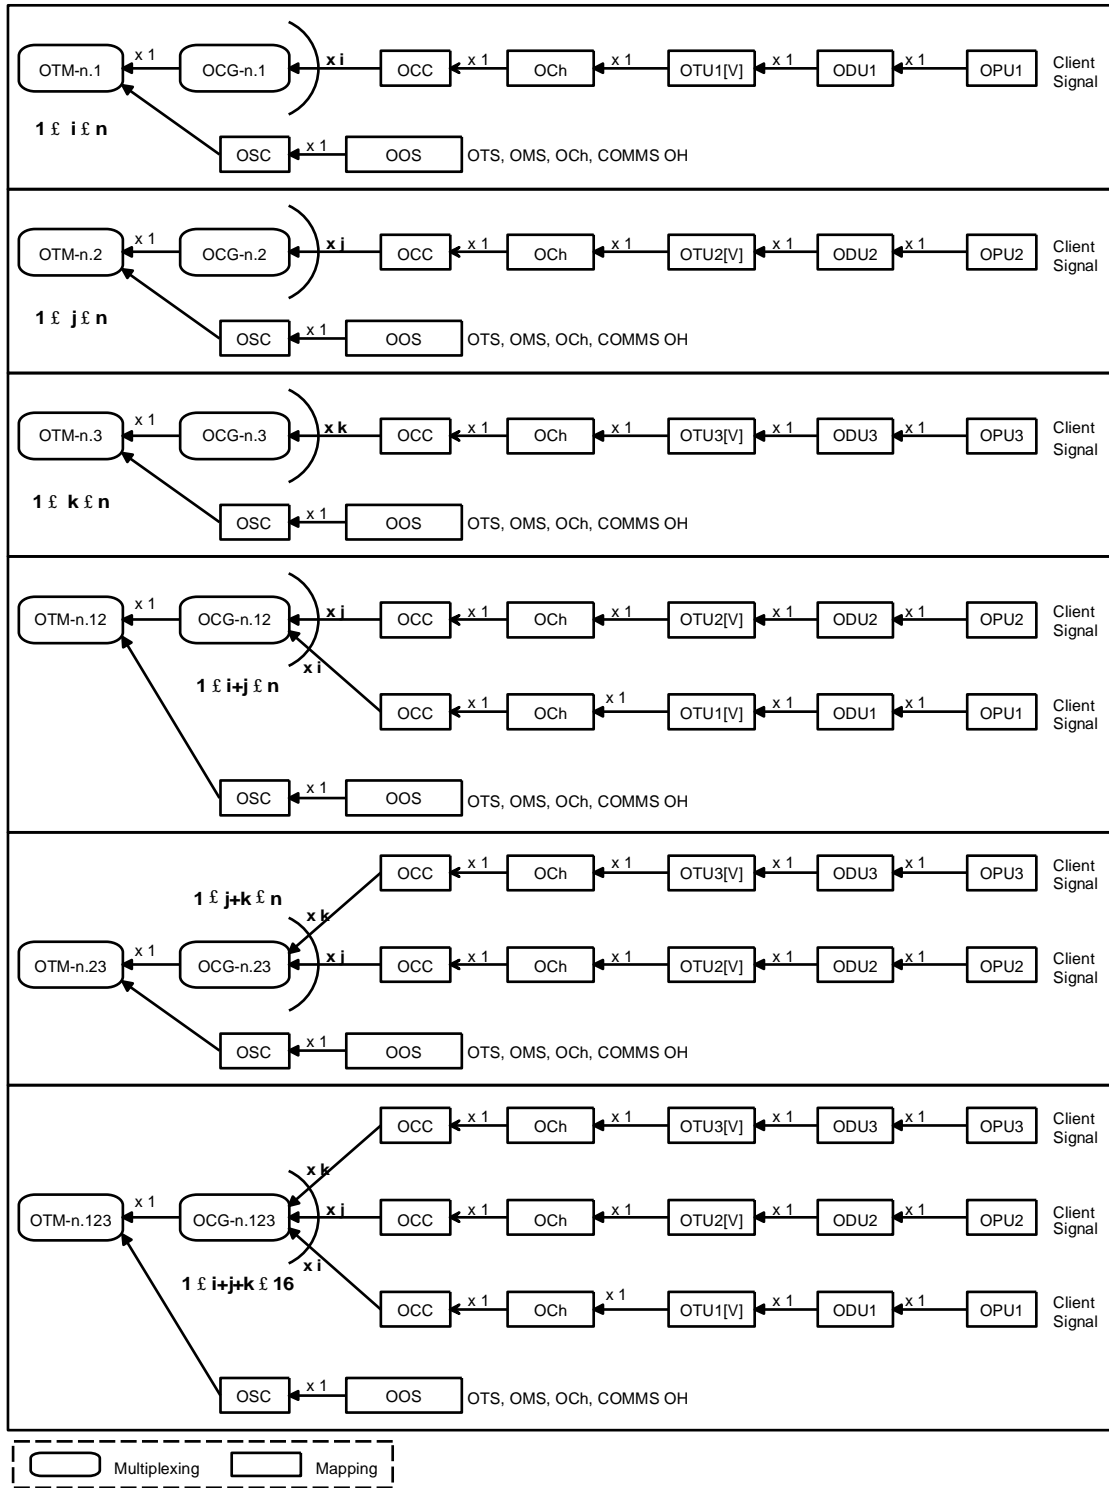 OTM-n.1 x 1 OCG-n.1 x i OCC x 1 OCh x 1 OTU1[V] x 1 ODU1 x 1 OPU1 Client
Signal
1 £ i £ n
OSC x 1 OOS OTS, OMS, OCh, COMMS OH
OTM-n.2 x 1 OCG-n.2 x j OCC x 1 OCh x 1 OTU2[V] x 1 ODU2 x 1 OPU2 Client
Signal
1 £ j £ n
OSC x 1 OOS OTS, OMS, OCh, COMMS OH
OTM-n.3 x 1 OCG-n.3 x k OCC x 1 OCh x 1 OTU3[V] x 1 ODU3 x 1 OPU3 Client
Signal
1 £ k £ n
OSC x 1 OOS OTS, OMS, OCh, COMMS OH
OTM-n.12 x 1 OCG-n.12 x j OCC x 1 OCh x 1 OTU2[V] x 1 ODU2 x 1 OPU2 Client
Signal
x i
1 £ i+j £ n
OCC x 1 OCh x 1 OTU1[V] x 1 ODU1 x 1 OPU1 Client
Signal
OSC x 1 OOS OTS, OMS, OCh, COMMS OH
OCC x 1 OCh x 1 OTU3[V] x 1 ODU3 x 1 OPU3 Client
Signal
1 £ j+k £ n
x k
OTM-n.23 x 1 OCG-n.23 x j OCC x 1 OCh x 1 OTU2[V] x 1 ODU2 x 1 OPU2 Client
Signal
OSC x 1 OOS OTS, OMS, OCh, COMMS OH
OCC x 1 OCh x 1 OTU3[V] x 1 ODU3 x 1 OPU3 Client
Signal
x k
OTM-n.123 x 1 OCG-n.123 x j OCC x 1 OCh x 1 OTU2[V] x 1 ODU2 x 1 OPU2 Client
Signal
x i
1 £ i+j+k £ 16
OCC x 1 OCh x 1 OTU1[V] x 1 ODU1 x 1 OPU1 Client
Signal
OSC x 1 OOS OTS, OMS, OCh, COMMS OH
Multiplexing Mapping